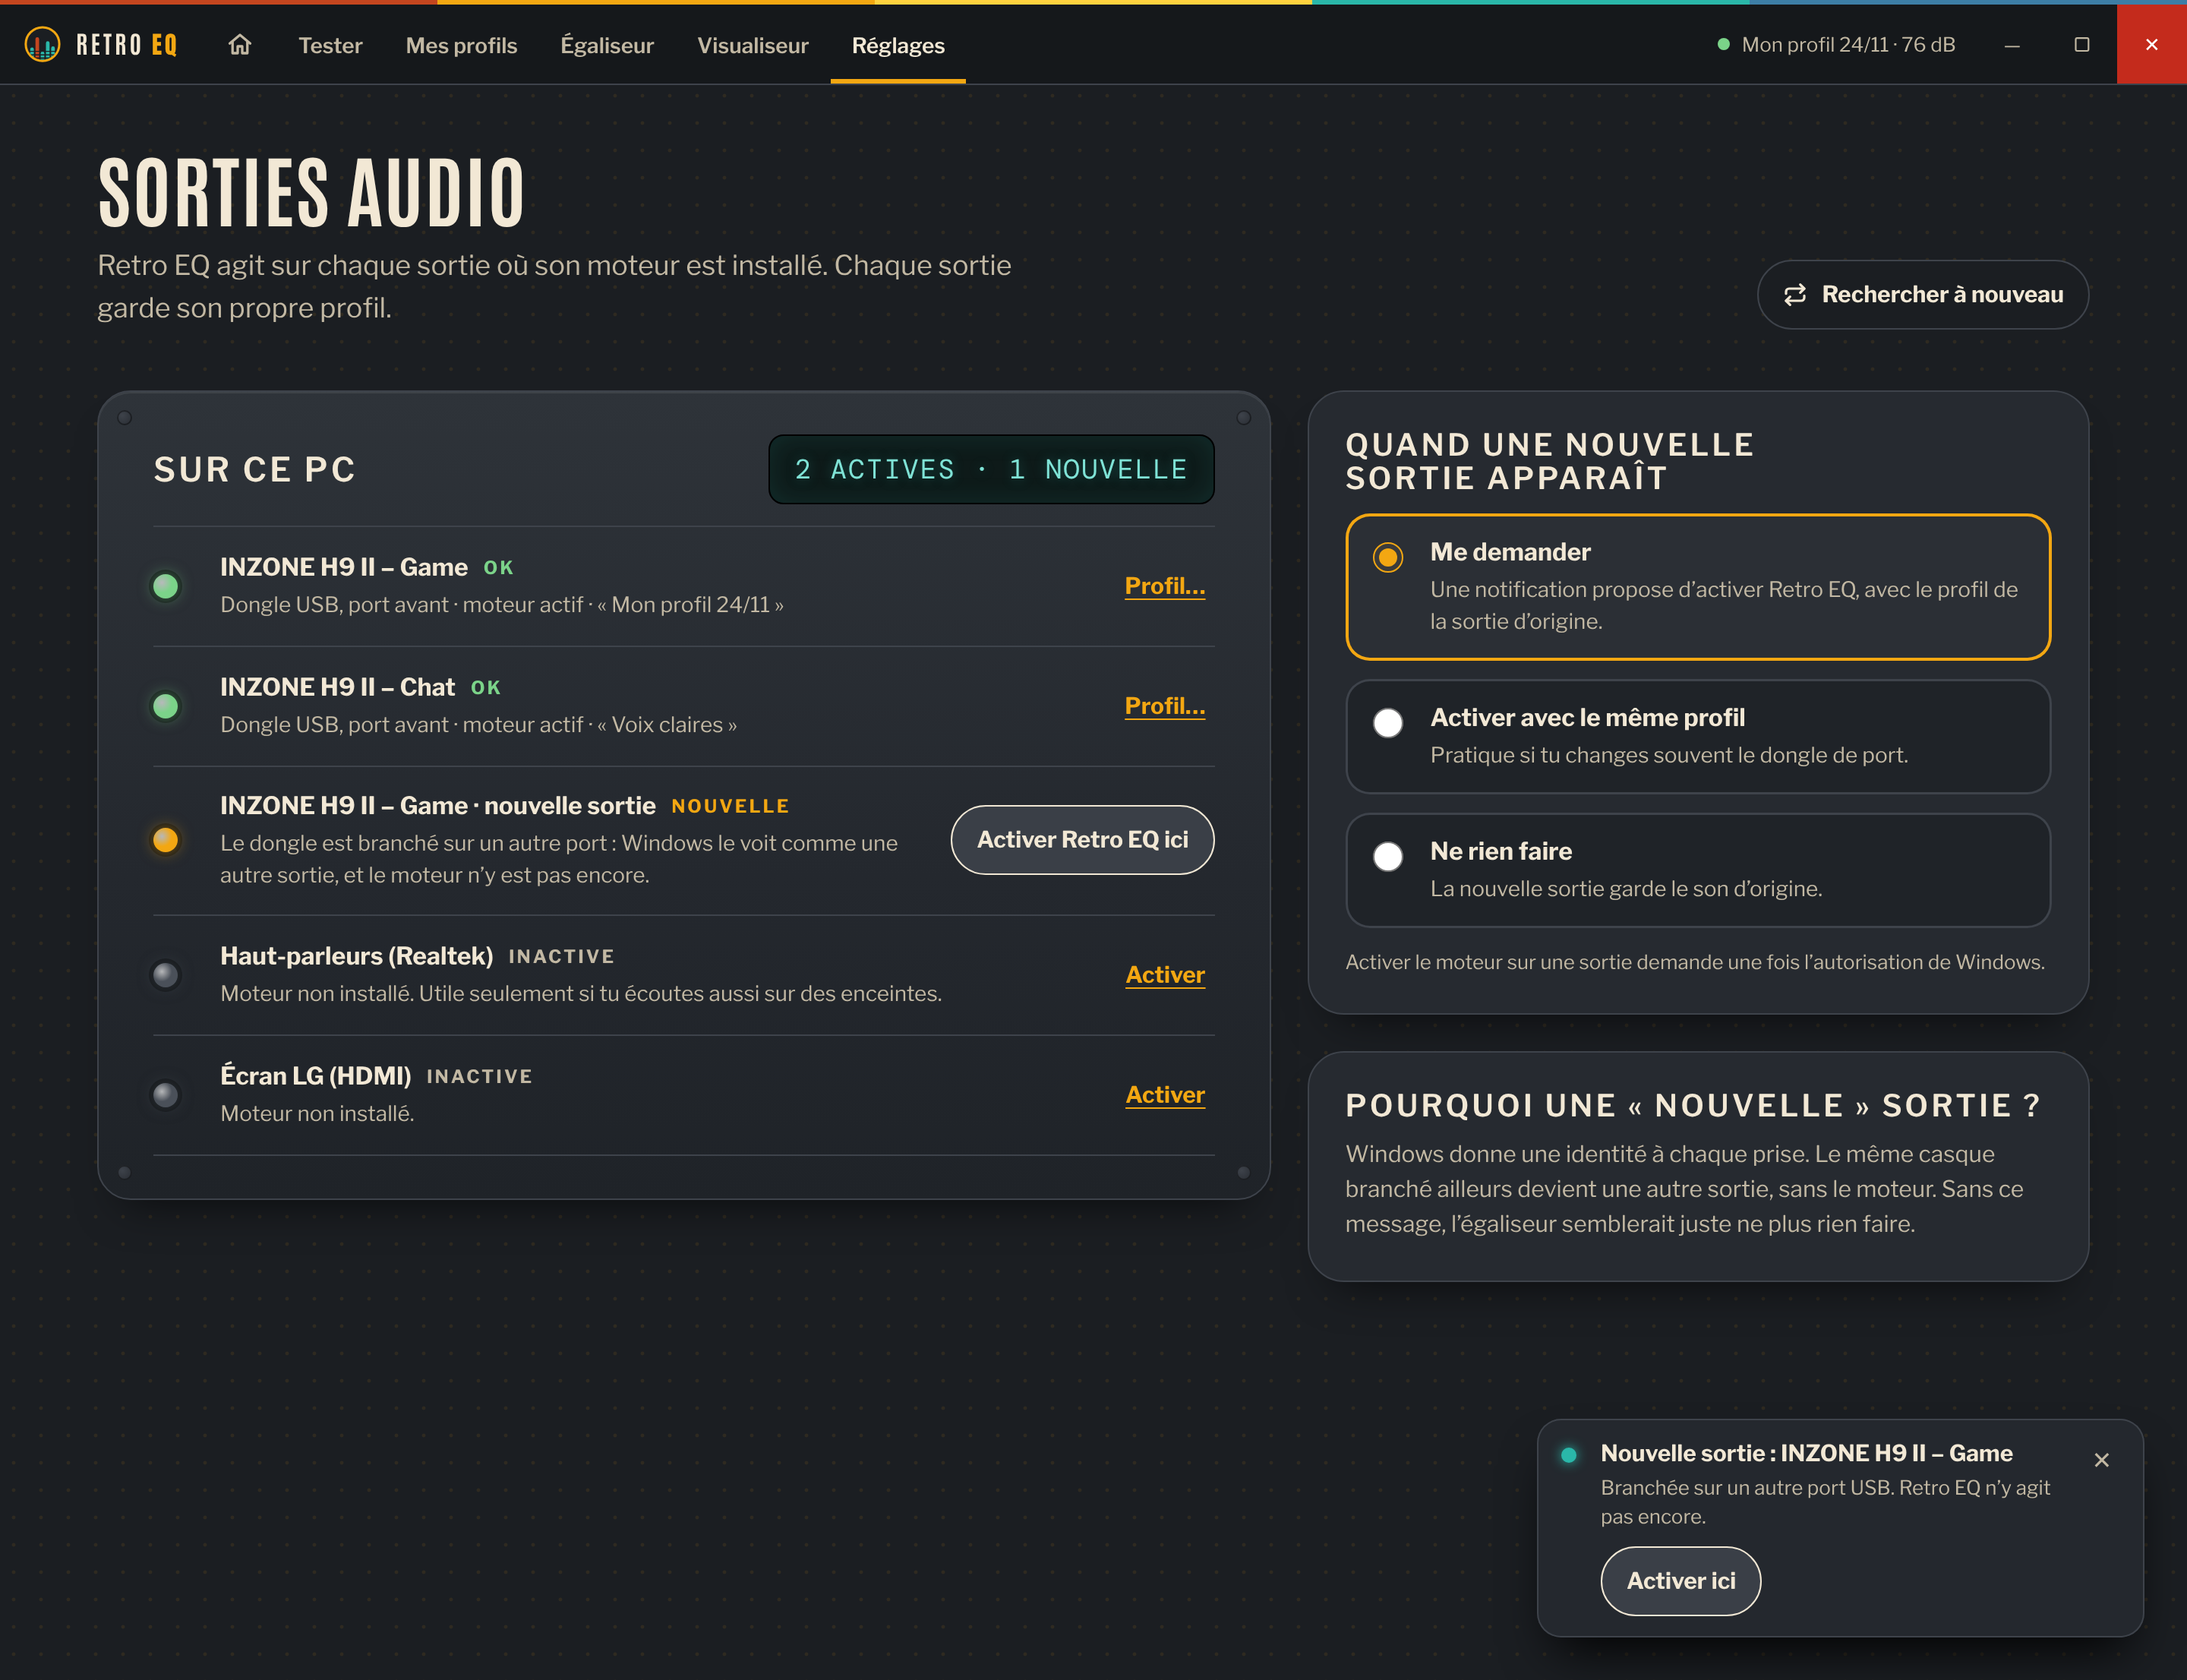 RETRO EQ
Tester
Mes profils
Égaliseur
Visualiseur
Réglages
Mon profil 24/11 · 76 dB
SORTIES AUDIO
Retro EQ agit sur chaque sortie où son moteur est installé. Chaque sortie
garde son propre profil.
Rechercher à nouveau
SUR CE PC
2 ACTIVES · 1 NOUVELLE
INZONE H9 II – Game OK
Dongle USB, port avant · moteur actif · « Mon profil 24/11 »
Profil…
INZONE H9 II – Chat OK
Dongle USB, port avant · moteur actif · « Voix claires »
Profil…
INZONE H9 II – Game · nouvelle sortie NOUVELLE
Le dongle est branché sur un autre port : Windows le voit comme une
autre sortie, et le moteur n’y est pas encore.
Activer Retro EQ ici
Haut-parleurs (Realtek) INACTIVE
Moteur non installé. Utile seulement si tu écoutes aussi sur des enceintes.
Activer
Écran LG (HDMI) INACTIVE
Moteur non installé.
Activer
QUAND UNE NOUVELLE
SORTIE APPARAÎT
Me demander
Une notification propose d’activer Retro EQ, avec le profil de
la sortie d’origine.
Activer avec le même profil
Pratique si tu changes souvent le dongle de port.
Ne rien faire
La nouvelle sortie garde le son d’origine.
Activer le moteur sur une sortie demande une fois l’autorisation de Windows.
POURQUOI UNE « NOUVELLE » SORTIE ?
Windows donne une identité à chaque prise. Le même casque
branché ailleurs devient une autre sortie, sans le moteur. Sans ce
message, l’égaliseur semblerait juste ne plus rien faire.
Nouvelle sortie : INZONE H9 II – Game
Branchée sur un autre port USB. Retro EQ n’y agit
pas encore.
Activer ici